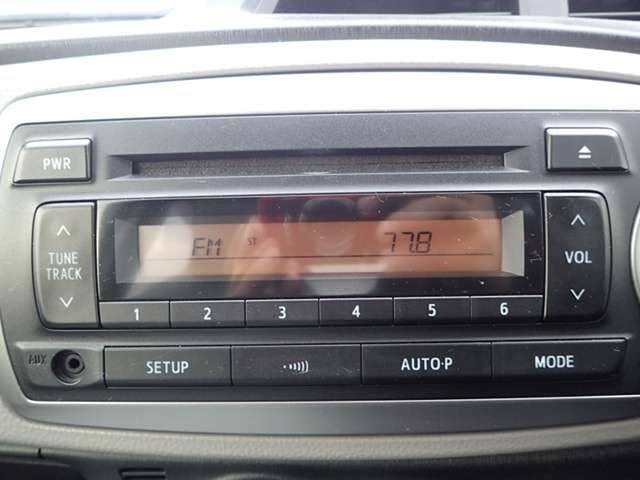 PWR
TUNE
TRACK
FM ST 77.8
VOL
1 2 3 4 5 6
AUX
SETUP AUTO·P MODE